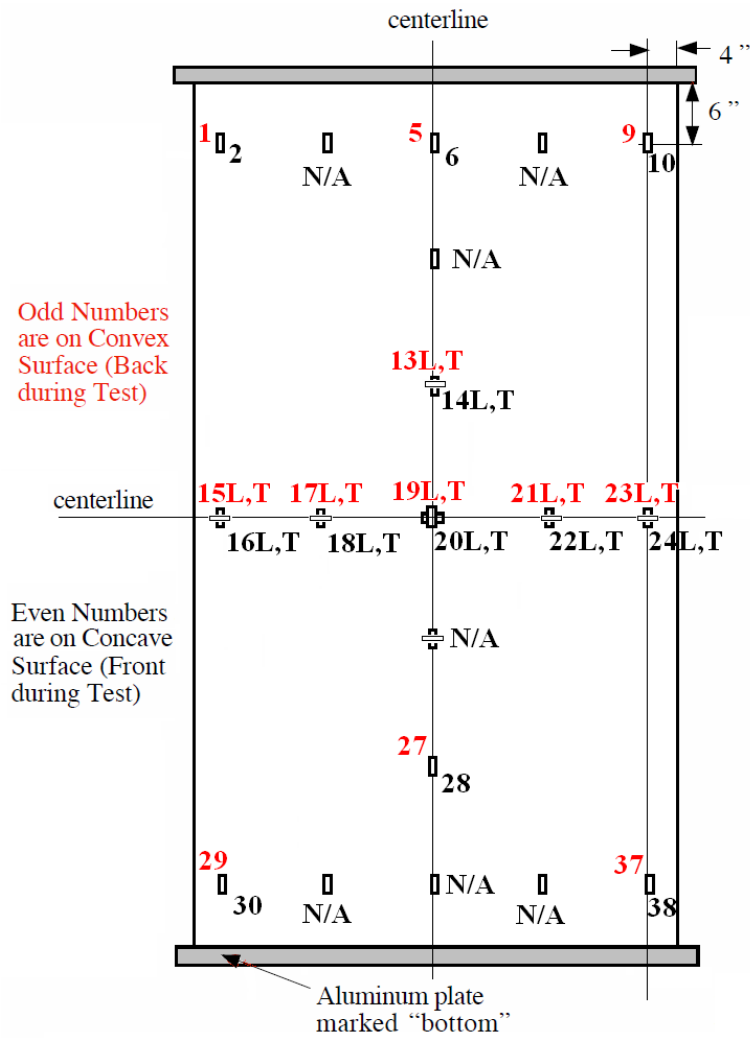 centerline
4 ”
6 ”
1
2
N/A
5
6
N/A
9
10
N/A
Odd Numbers
are on Convex
Surface (Back
during Test)
13L,T
14L,T
centerline
15L,T
17L,T
19L,T
21L,T
23L,T
16L,T
18L,T
20L,T
22L,T
24L,T
Even Numbers
are on Concave
Surface (Front
during Test)
N/A
27
28
29
30
N/A
N/A
N/A
37
38
Aluminum plate
marked “bottom”